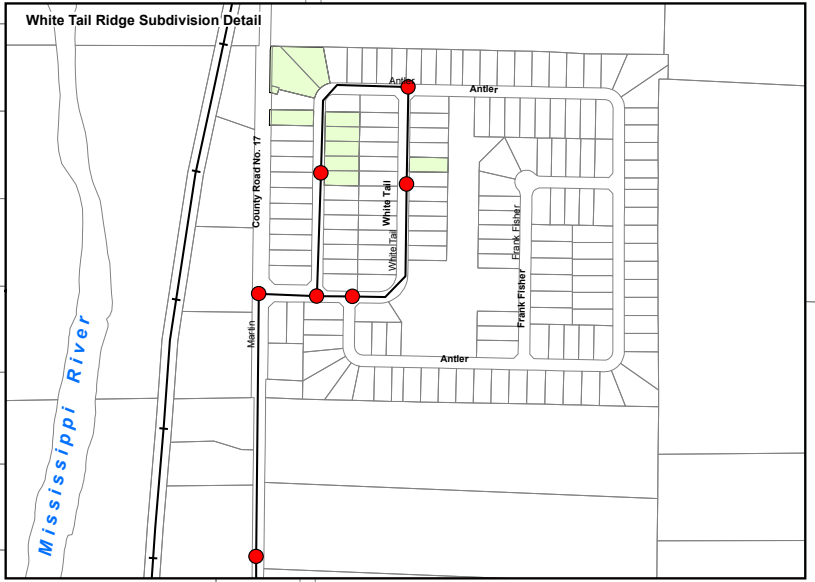 White Tail Ridge Subdivision Detail
Antler
Antler
County Road No. 17
White Tail
White Tail
Frank Fisher
Frank Fisher
Martin
Antler
Mississippi River